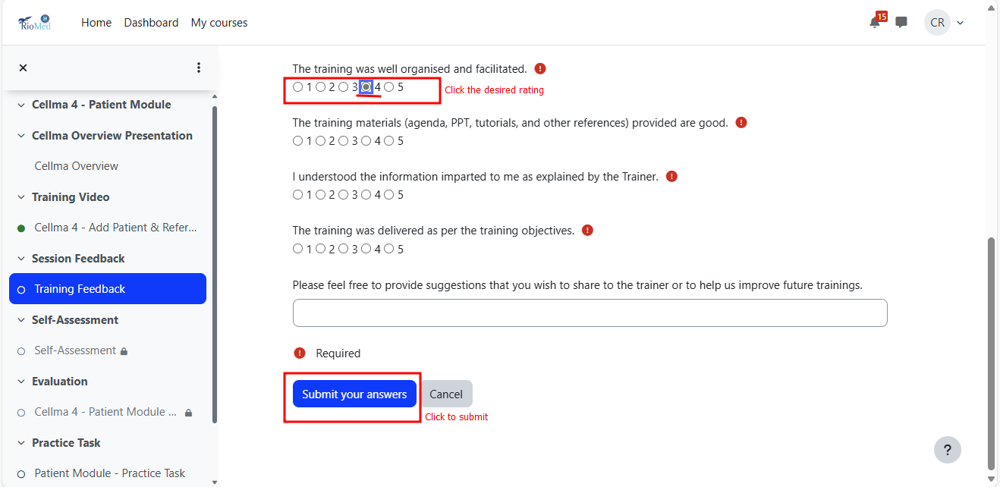 RioMed
15
Home
Dashboard
My courses
15
CR
Cellma 4 - Patient Module
Cellma Overview Presentation
Cellma Overview
Training Video
Cellma 4 - Add Patient & Refer...
Session Feedback
Training Feedback
Self-Assessment
Self-Assessment
Evaluation
Cellma 4 - Patient Module ...
Practice Task
Patient Module - Practice Task
The training was well organised and facilitated.
1 2 3 4 5
Click the desired rating
The training materials (agenda, PPT, tutorials, and other references) provided are good.
1 2 3 4 5
I understood the information imparted to me as explained by the Trainer.
1 2 3 4 5
The training was delivered as per the training objectives.
1 2 3 4 5
Please feel free to provide suggestions that you wish to share to the trainer or to help us improve future trainings.
Required
Submit your answers
Cancel
Click to submit
?